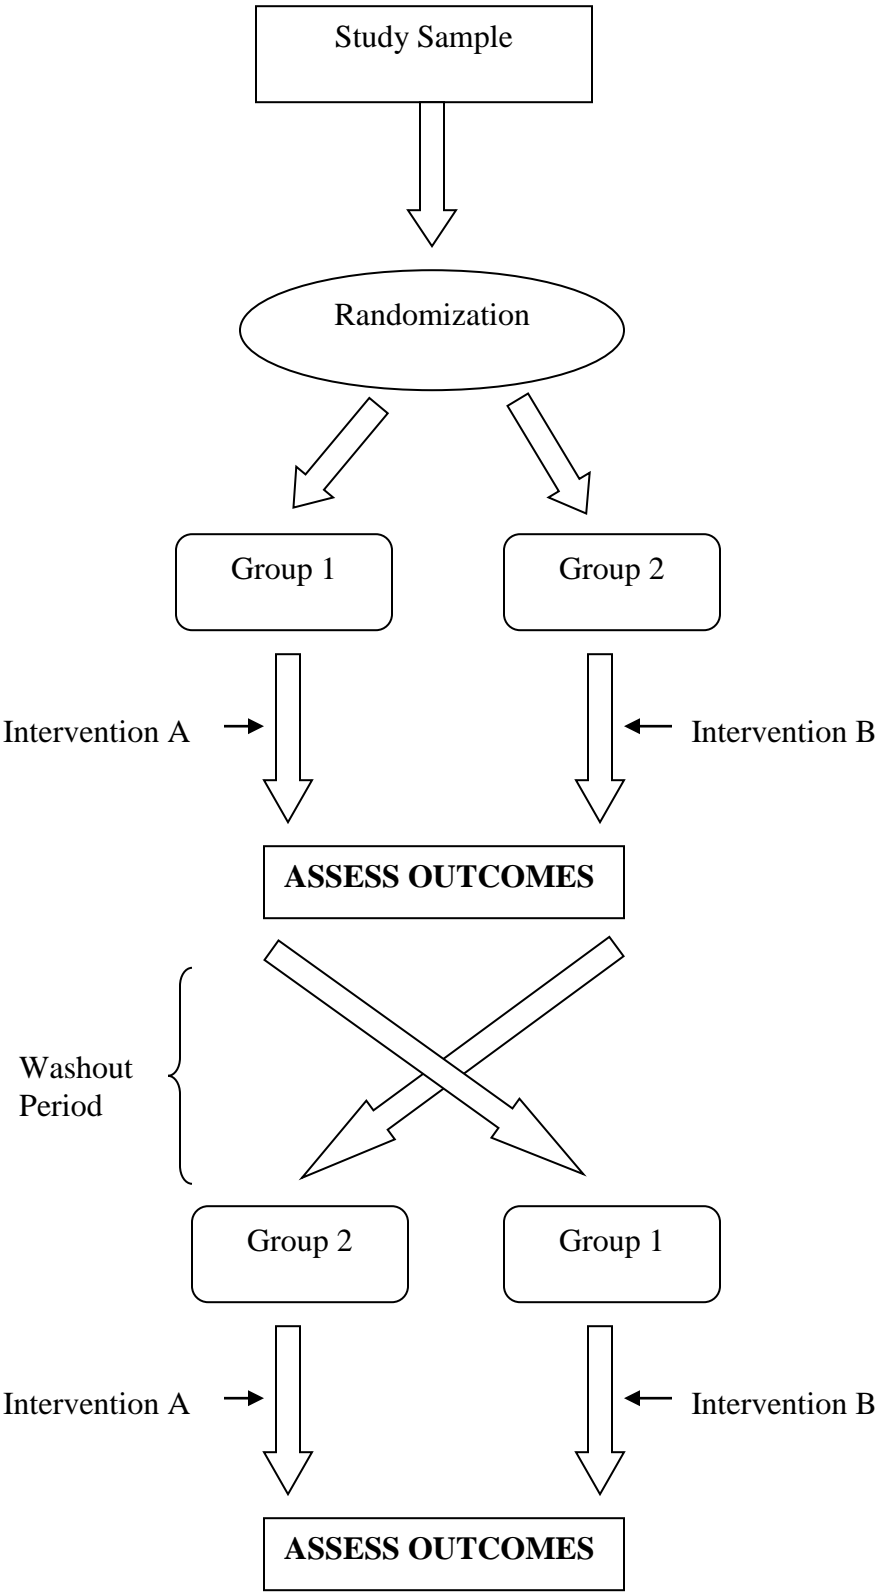 Study Sample
Randomization
Group 1
Group 2
Intervention A
Intervention B
ASSESS OUTCOMES
Washout
Period
Group 2
Group 1
Intervention A
Intervention B
ASSESS OUTCOMES